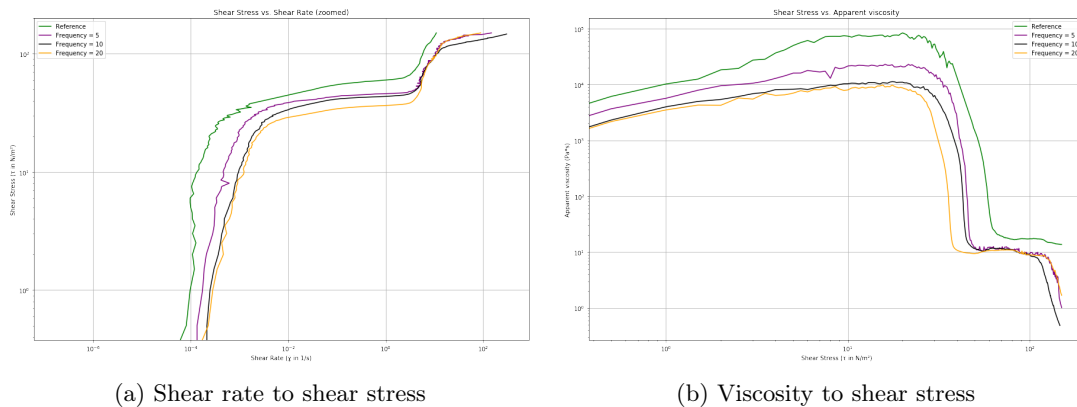 Shear Stress vs. Shear Rate (zoomed)
Reference
Frequency = 5
Frequency = 10
Frequency = 20
Shear Stress (τ in N/m²)
10²
10¹
10⁰
10⁻⁴
10⁻²
10⁰
10²
Shear Rate (γ in 1/s)
(a) Shear rate to shear stress
Shear Stress vs. Apparent viscosity
Reference
Frequency = 5
Frequency = 10
Frequency = 20
Apparent viscosity (Pa*s)
10⁵
10⁴
10³
10²
10¹
10⁰
10⁰
10¹
10²
Shear Stress (τ in N/m²)
(b) Viscosity to shear stress